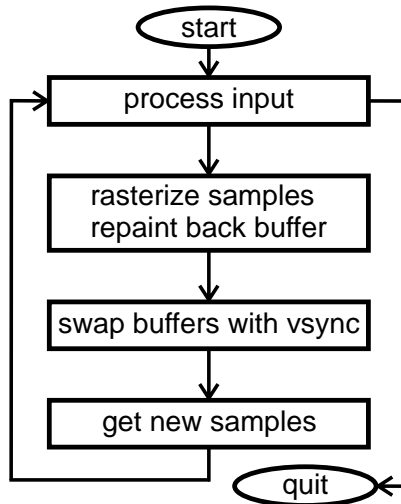 start
process input
rasterize samples
repaint back buffer
swap buffers with vsync
get new samples
quit